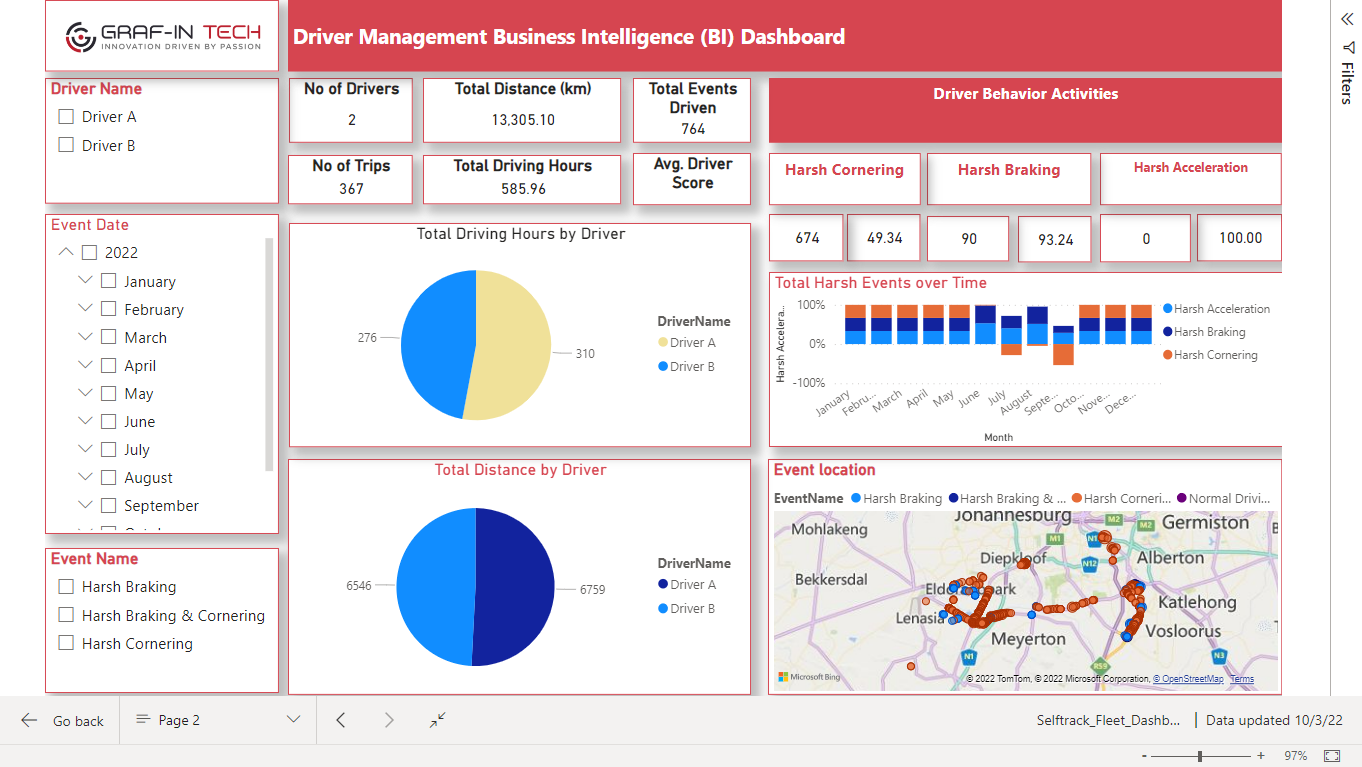 GRAF-IN TECH
INNOVATION DRIVEN BY PASSION
Driver Management Business Intelligence (BI) Dashboard
Filters
Driver Name
Driver A
Driver B
No of Drivers
2
Total Distance (km)
13,305.10
Total Events
Driven
764
No of Trips
367
Total Driving Hours
585.96
Avg. Driver
Score
Driver Behavior Activities
Harsh Cornering
Harsh Braking
Harsh Acceleration
674
49.34
90
93.24
0
100.00
Event Date
2022
January
February
March
April
May
June
July
August
September
Total Driving Hours by Driver
276
310
DriverName
Driver A
Driver B
Total Harsh Events over Time
Harsh Accelera...
100%
0%
-100%
January
Febru...
March
April
May
June
July
August
Septe...
Octo...
Nove...
Dece...
Month
Harsh Acceleration
Harsh Braking
Harsh Cornering
Total Distance by Driver
6546
6759
DriverName
Driver A
Driver B
Event location
EventName
Harsh Braking
Harsh Braking & ...
Harsh Corneri...
Normal Drivi...
Johannesburg
M2
M2
Germiston
Mohlakeng
M1
N1
Diepkloof
N12
Alberton
Bekkersdal
Katlehong
Lenasia
Meyerton
Vosloorus
N1
R59
N3
Microsoft Bing
© 2022 TomTom, © 2022 Microsoft Corporation, © OpenStreetMap Terms
Event Name
Harsh Braking
Harsh Braking & Cornering
Harsh Cornering
Go back
Page 2
Selftrack_Fleet_Dashb...
Data updated 10/3/22
- + 97%